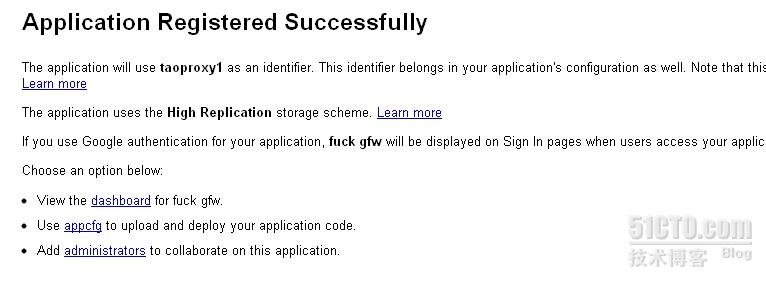 Application Registered Successfully
The application will use taoproxy1 as an identifier. This identifier belongs in your application's configuration as well. Note that this
Learn more
The application uses the High Replication storage scheme. Learn more
If you use Google authentication for your application, fuck gfw will be displayed on Sign In pages when users access your applic
Choose an option below:
• View the dashboard for fuck gfw.
• Use appcfg to upload and deploy your application code.
• Add administrators to collaborate on this application.
51CTO.com
技术博客 Blog